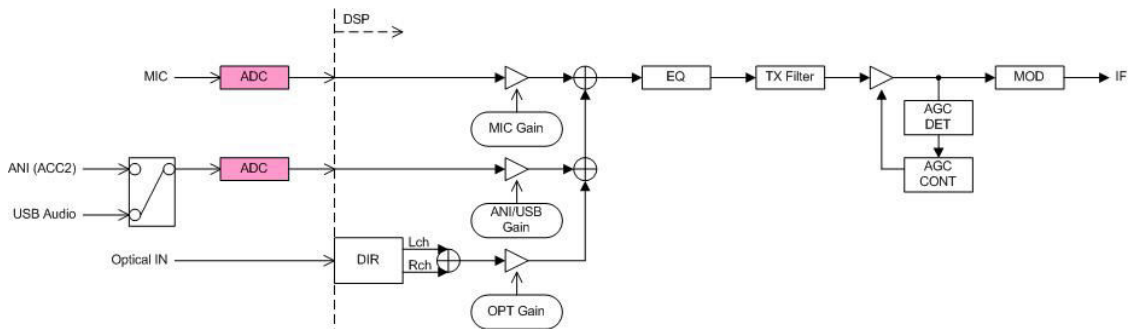 DSP
MIC
ADC
EQ
TX Filter
MOD
IF
MIC Gain
AGC
DET
AGC
CONT
ANI (ACC2)
ADC
USB Audio
ANI/USB
Gain
Optical IN
DIR
Lch
Rch
OPT Gain